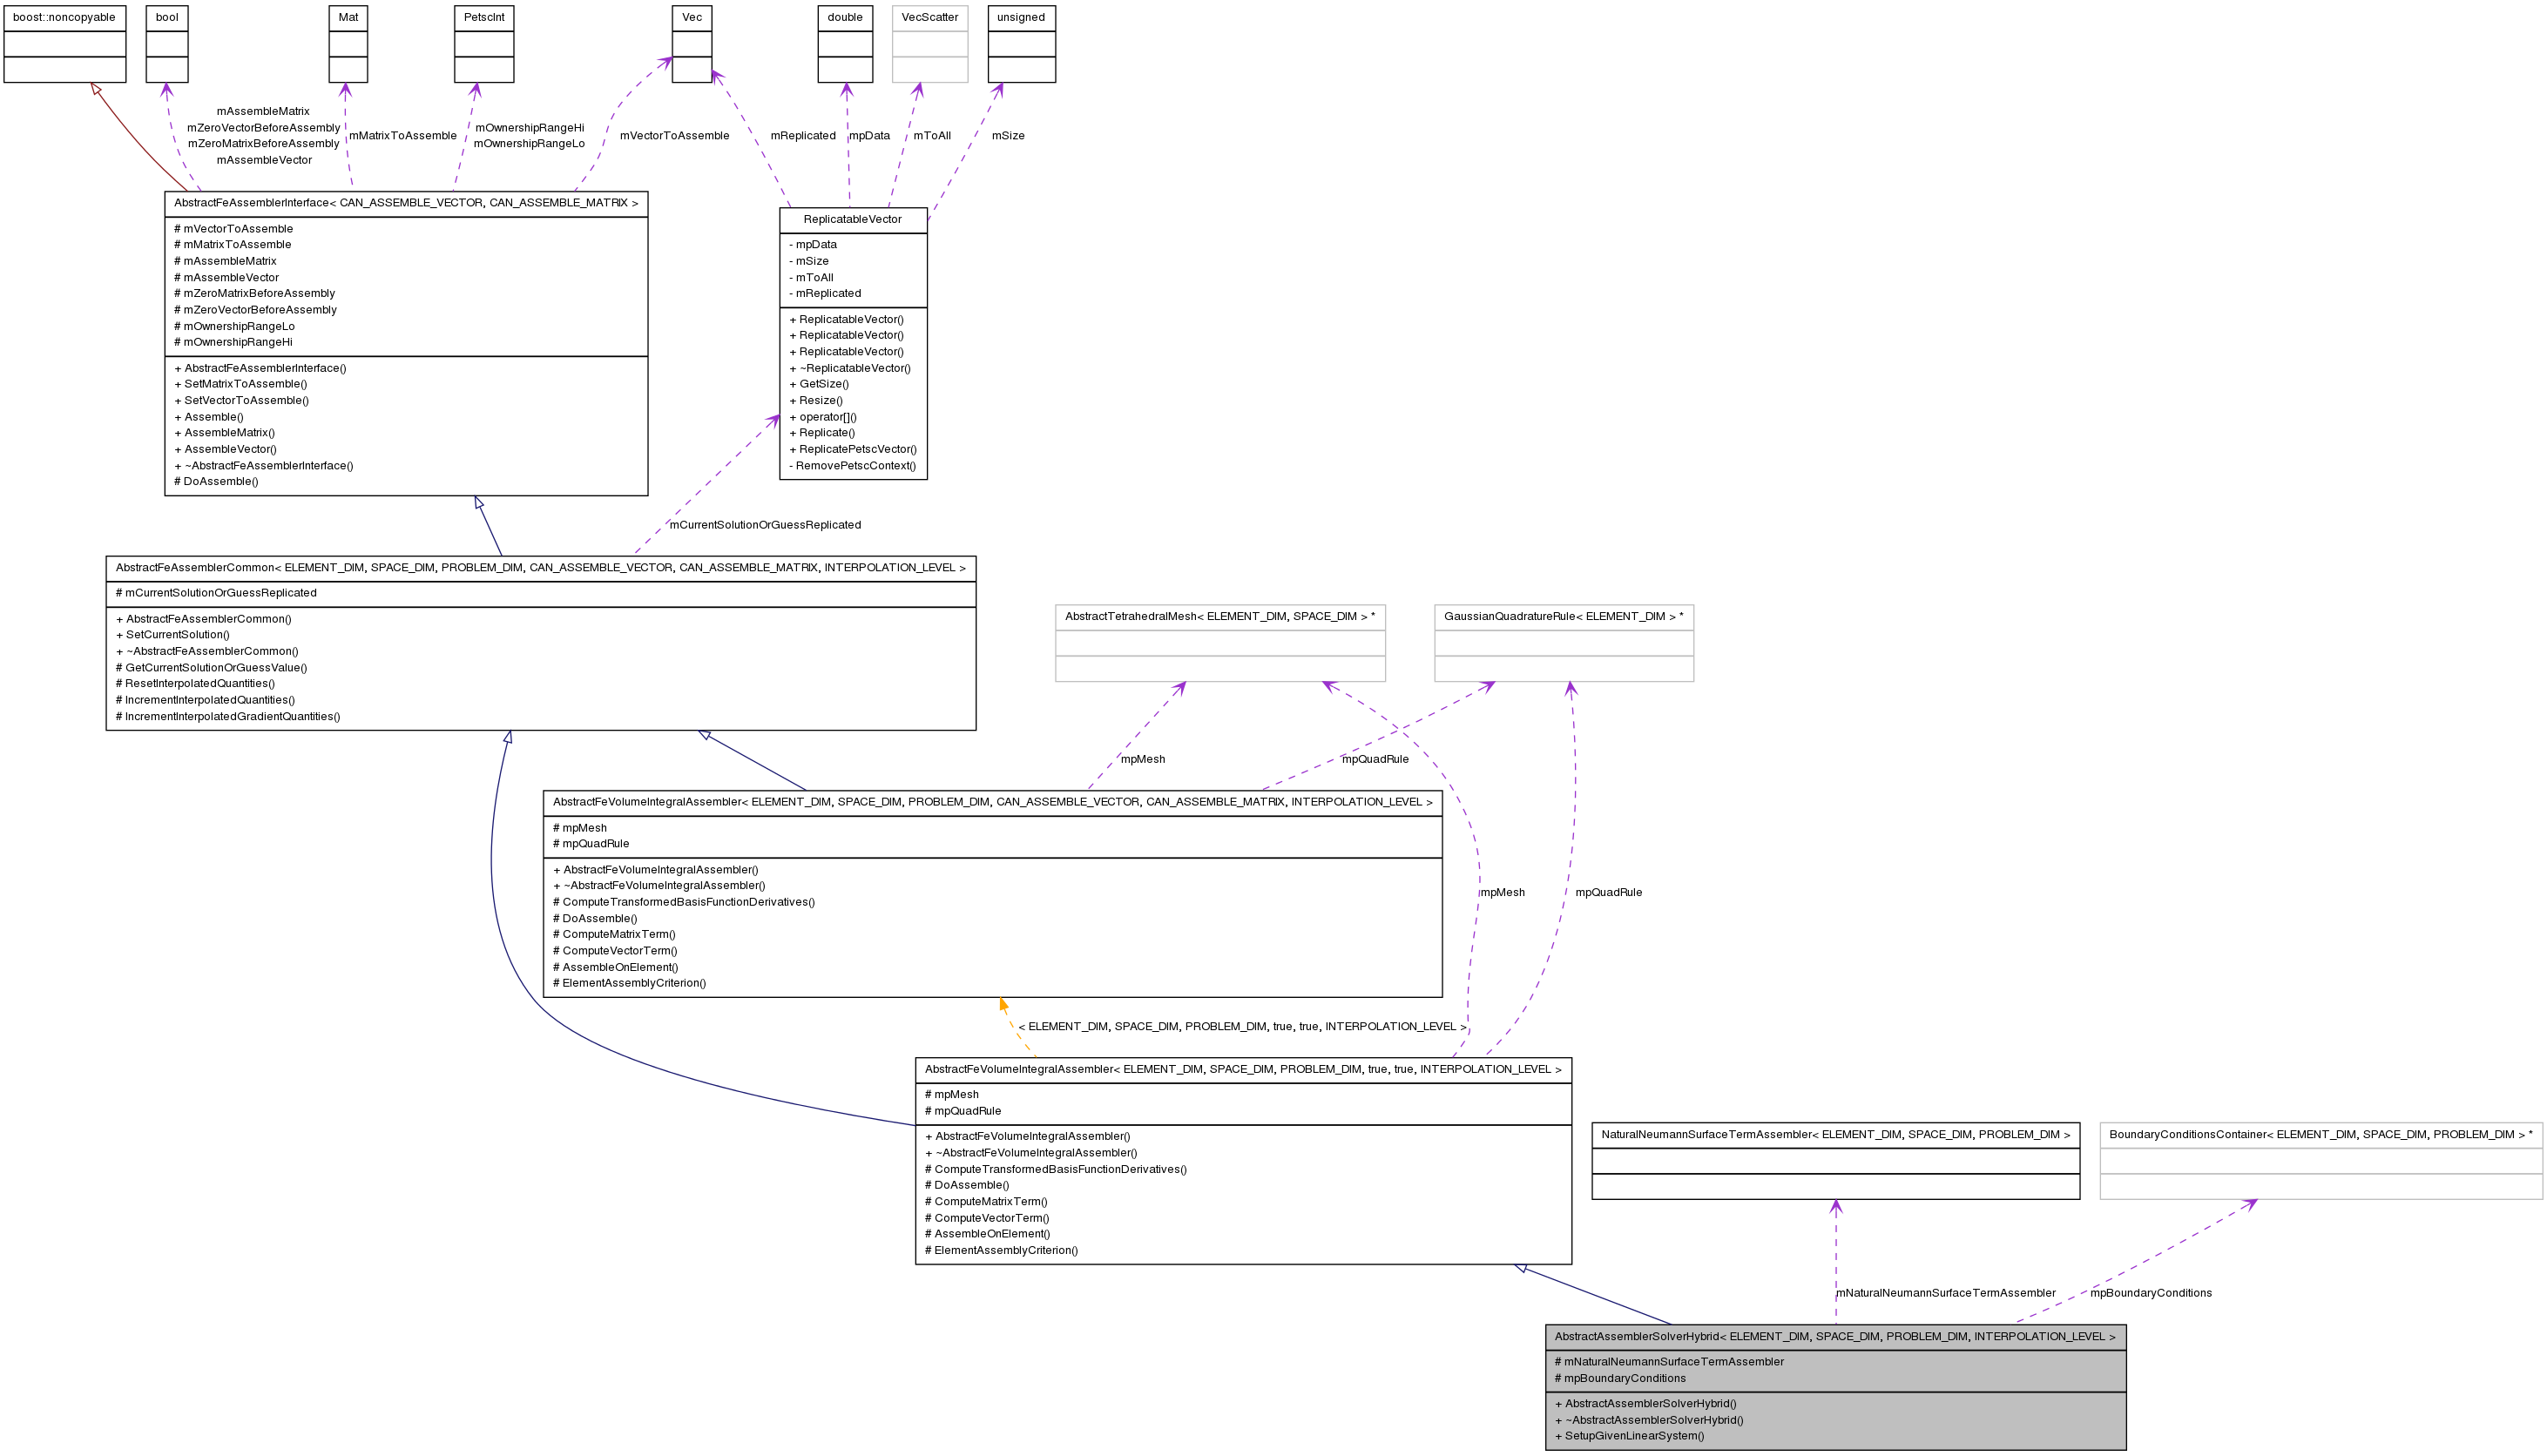 boost::noncopyable
bool
Mat
PetscInt
Vec
double
VecScatter
unsigned
mAssembleMatrix
mZeroVectorBeforeAssembly
mZeroMatrixBeforeAssembly
mAssembleVector
mMatrixToAssemble
mOwnershipRangeHi
mOwnershipRangeLo
mVectorToAssemble
mReplicated
mpData
mToAll
mSize
AbstractFeAssemblerInterface< CAN_ASSEMBLE_VECTOR, CAN_ASSEMBLE_MATRIX >
# mVectorToAssemble
# mMatrixToAssemble
# mAssembleMatrix
# mAssembleVector
# mZeroMatrixBeforeAssembly
# mZeroVectorBeforeAssembly
# mOwnershipRangeLo
# mOwnershipRangeHi
+ AbstractFeAssemblerInterface()
+ SetMatrixToAssemble()
+ SetVectorToAssemble()
+ Assemble()
+ AssembleMatrix()
+ AssembleVector()
+ ~AbstractFeAssemblerInterface()
# DoAssemble()
ReplicatableVector
- mpData
- mSize
- mToAll
- mReplicated
+ ReplicatableVector()
+ ReplicatableVector()
+ ReplicatableVector()
+ ~ReplicatableVector()
+ GetSize()
+ Resize()
+ operator[]()
+ Replicate()
+ ReplicatePetscVector()
- RemovePetscContext()
mCurrentSolutionOrGuessReplicated
AbstractFeAssemblerCommon< ELEMENT_DIM, SPACE_DIM, PROBLEM_DIM, CAN_ASSEMBLE_VECTOR, CAN_ASSEMBLE_MATRIX, INTERPOLATION_LEVEL >
# mCurrentSolutionOrGuessReplicated
+ AbstractFeAssemblerCommon()
+ SetCurrentSolution()
+ ~AbstractFeAssemblerCommon()
# GetCurrentSolutionOrGuessValue()
# ResetInterpolatedQuantities()
# IncrementInterpolatedQuantities()
# IncrementInterpolatedGradientQuantities()
AbstractTetrahedralMesh< ELEMENT_DIM, SPACE_DIM > *
GaussianQuadratureRule< ELEMENT_DIM > *
mpMesh
mpQuadRule
AbstractFeVolumeIntegralAssembler< ELEMENT_DIM, SPACE_DIM, PROBLEM_DIM, CAN_ASSEMBLE_VECTOR, CAN_ASSEMBLE_MATRIX, INTERPOLATION_LEVEL >
# mpMesh
# mpQuadRule
+ AbstractFeVolumeIntegralAssembler()
+ ~AbstractFeVolumeIntegralAssembler()
# ComputeTransformedBasisFunctionDerivatives()
# DoAssemble()
# ComputeMatrixTerm()
# ComputeVectorTerm()
# AssembleOnElement()
# ElementAssemblyCriterion()
mpMesh
mpQuadRule
< ELEMENT_DIM, SPACE_DIM, PROBLEM_DIM, true, true, INTERPOLATION_LEVEL >
AbstractFeVolumeIntegralAssembler< ELEMENT_DIM, SPACE_DIM, PROBLEM_DIM, true, true, INTERPOLATION_LEVEL >
# mpMesh
# mpQuadRule
+ AbstractFeVolumeIntegralAssembler()
+ ~AbstractFeVolumeIntegralAssembler()
# ComputeTransformedBasisFunctionDerivatives()
# DoAssemble()
# ComputeMatrixTerm()
# ComputeVectorTerm()
# AssembleOnElement()
# ElementAssemblyCriterion()
NaturalNeumannSurfaceTermAssembler< ELEMENT_DIM, SPACE_DIM, PROBLEM_DIM >
BoundaryConditionsContainer< ELEMENT_DIM, SPACE_DIM, PROBLEM_DIM > *
mNaturalNeumannSurfaceTermAssembler
mpBoundaryConditions
AbstractAssemblerSolverHybrid< ELEMENT_DIM, SPACE_DIM, PROBLEM_DIM, INTERPOLATION_LEVEL >
# mNaturalNeumannSurfaceTermAssembler
# mpBoundaryConditions
+ AbstractAssemblerSolverHybrid()
+ ~AbstractAssemblerSolverHybrid()
+ SetupGivenLinearSystem()